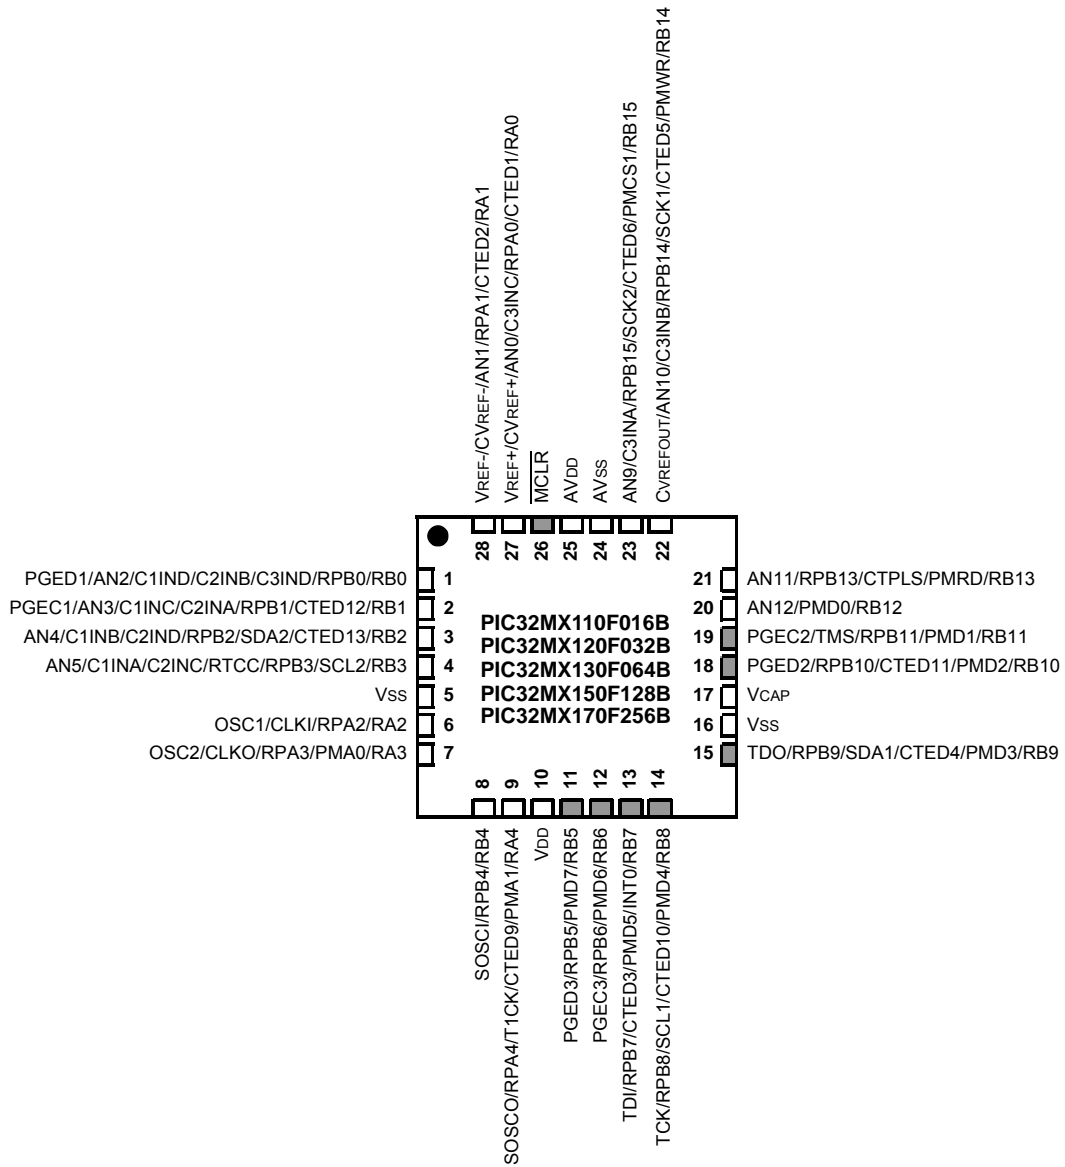 VREF-/CVREF-/AN1/RPA1/CTED2/RA1
VREF+/CVREF+/AN0/C3INC/RPA0/CTED1/RA0
MCLR
AVDD
AVSS
AN9/C3INA/RPB15/SCK2/CTED6/PMCS1/RB15
CVREFOUT/AN10/C3INB/RPB14/SCK1/CTED5/PMWR/RB14
28
27
26
25
24
23
22
PGED1/AN2/C1IND/C2INB/C3IND/RPB0/RB0 1
PGEC1/AN3/C1INC/C2INA/RPB1/CTED12/RB1 2
AN4/C1INB/C2IND/RPB2/SDA2/CTED13/RB2 3
AN5/C1INA/C2INC/RTCC/RPB3/SCL2/RB3 4
VSS 5
OSC1/CLKI/RPA2/RA2 6
OSC2/CLKO/RPA3/PMA0/RA3 7
PIC32MX110F016B
PIC32MX120F032B
PIC32MX130F064B
PIC32MX150F128B
PIC32MX170F256B
21 AN11/RPB13/CTPLS/PMRD/RB13
20 AN12/PMD0/RB12
19 PGEC2/TMS/RPB11/PMD1/RB11
18 PGED2/RPB10/CTED11/PMD2/RB10
17 VCAP
16 VSS
15 TDO/RPB9/SDA1/CTED4/PMD3/RB9
8
9
10
11
12
13
14
SOSCI/RPB4/RB4
SOSCO/RPA4/T1CK/CTED9/PMA1/RA4
VDD
PGED3/RPB5/PMD7/RB5
PGEC3/RPB6/PMD6/RB6
TDI/RPB7/CTED3/PMD5/INT0/RB7
TCK/RPB8/SCL1/CTED10/PMD4/RB8